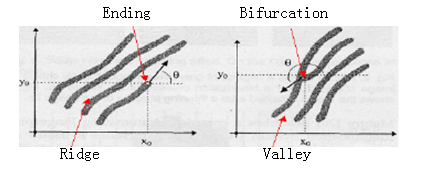 Ending
Bifurcation
y₀
θ
x₀
Ridge
y₀
θ
x₀
Valley